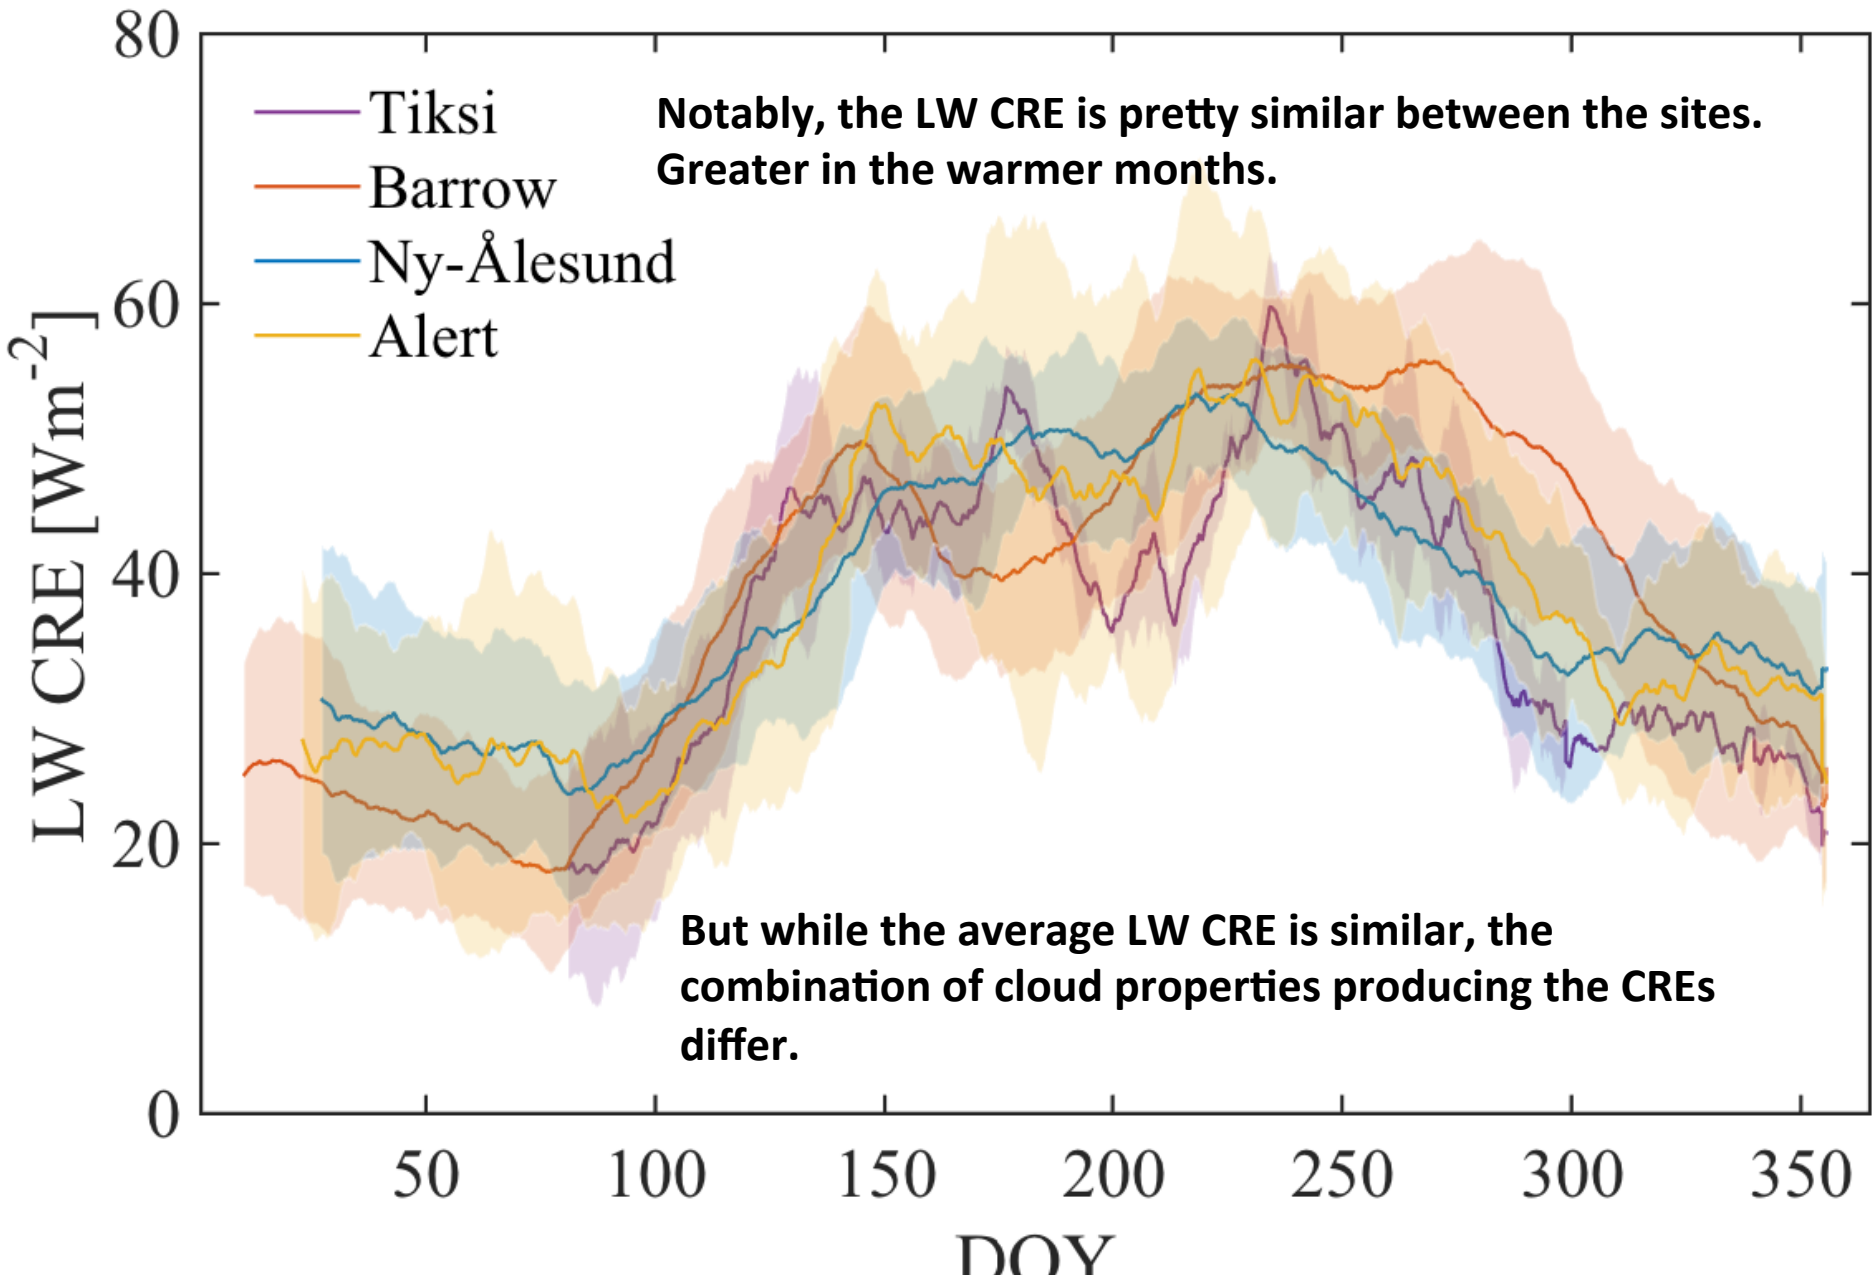 80
Tiksi
Barrow
Ny-Ålesund
Alert
Notably, the LW CRE is pretty similar between the sites.
Greater in the warmer months.
60
LW CRE [Wm-2]
40
20
But while the average LW CRE is similar, the
combination of cloud properties producing the CREs
differ.
0
50 100 150 200 250 300 350
DOY